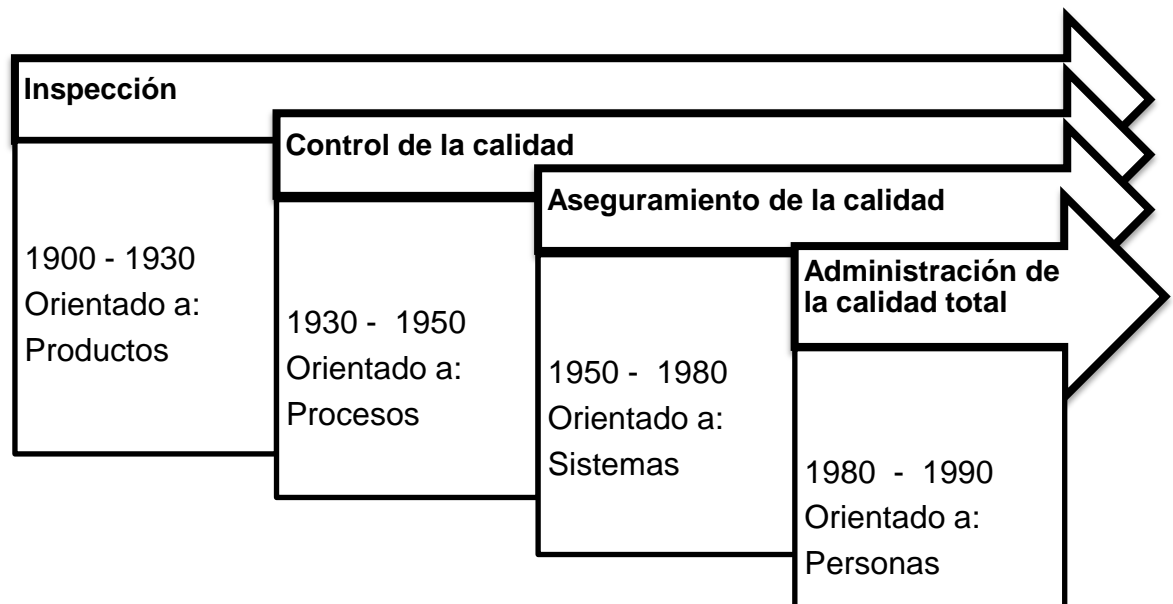 Inspección
1900 - 1930
Orientado a:
Productos
Control de la calidad
1930 -  1950
Orientado a:
Procesos
Aseguramiento de la calidad
1950 -  1980
Orientado a:
Sistemas
Administración de
la calidad total
1980  -  1990
Orientado a:
Personas